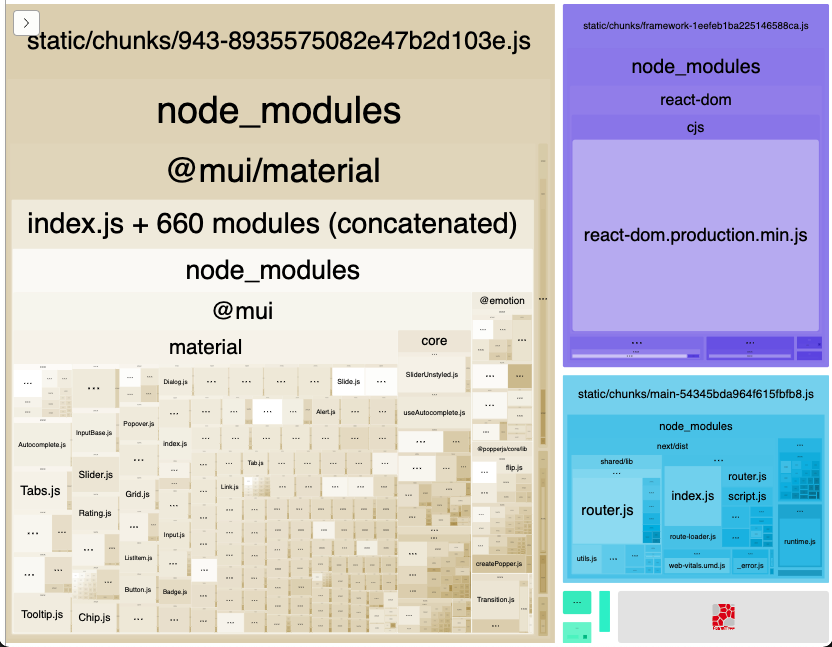 static/chunks/943-8935575082e47b2d103e.js
node_modules
@mui/material
index.js + 660 modules (concatenated)
node_modules
@mui
@emotion
material
core
Dialog.js
Slide.js
SliderUnstyled.js
Popover.js
Alert.js
useAutocomplete.js
InputBase.js
Autocomplete.js
index.js
@popperjs/core/lib
Tab.js
flip.js
Slider.js
Link.js
Tabs.js
Grid.js
Rating.js
Input.js
ListItem.js
createPopper.js
Button.js
Badge.js
Transition.js
Tooltip.js
Chip.js
static/chunks/framework-1eefeb1ba225146588ca.js
node_modules
react-dom
cjs
react-dom.production.min.js
static/chunks/main-54345bda964f615fbfb8.js
node_modules
next/dist
shared/lib
router.js
index.js
script.js
router.js
route-loader.js
runtime.js
utils.js
web-vitals.umd.js
_error.js
FoamTree